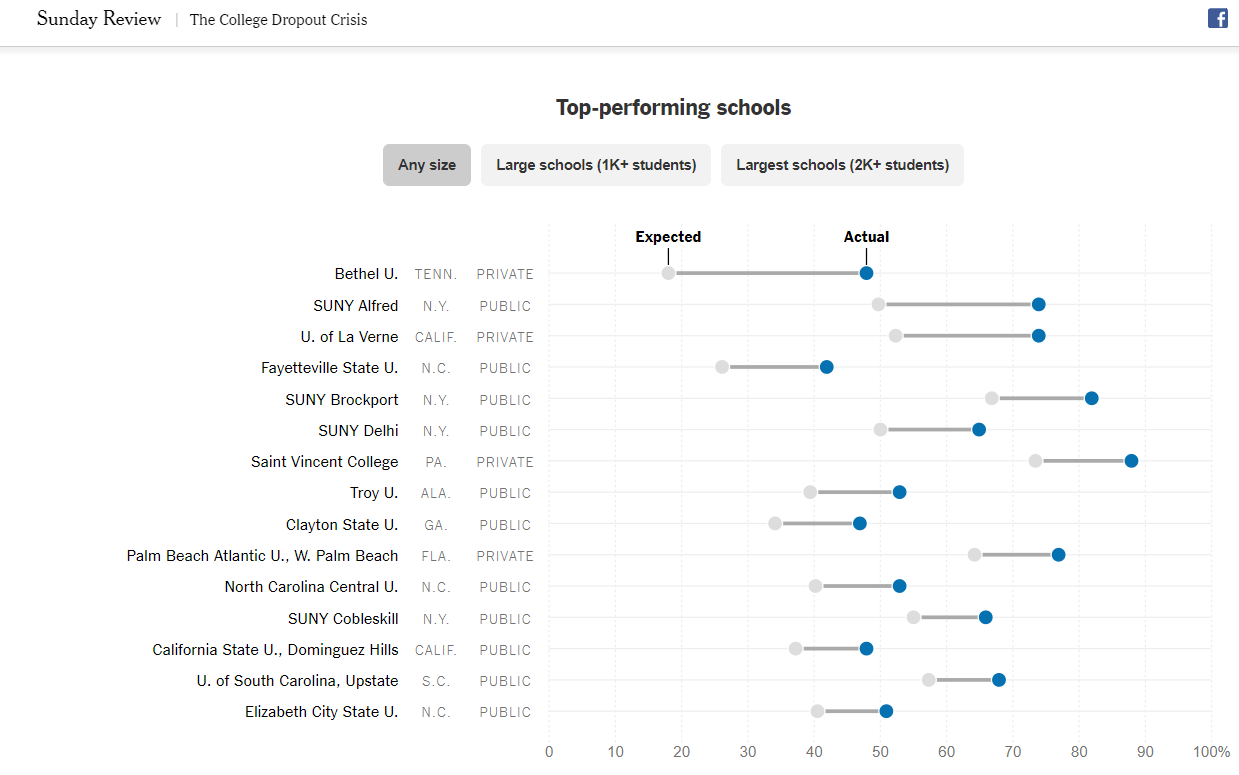 Sunday Review | The College Dropout Crisis f
Top-performing schools
Any size Large schools (1K+ students) Largest schools (2K+ students)
Expected Actual
Bethel U. TENN. PRIVATE
SUNY Alfred N.Y. PUBLIC
U. of La Verne CALIF. PRIVATE
Fayetteville State U. N.C. PUBLIC
SUNY Brockport N.Y. PUBLIC
SUNY Delhi N.Y. PUBLIC
Saint Vincent College PA. PRIVATE
Troy U. ALA. PUBLIC
Clayton State U. GA. PUBLIC
Palm Beach Atlantic U., W. Palm Beach FLA. PRIVATE
North Carolina Central U. N.C. PUBLIC
SUNY Cobleskill N.Y. PUBLIC
California State U., Dominguez Hills CALIF. PUBLIC
U. of South Carolina, Upstate S.C. PUBLIC
Elizabeth City State U. N.C. PUBLIC
0 10 20 30 40 50 60 70 80 90 100%